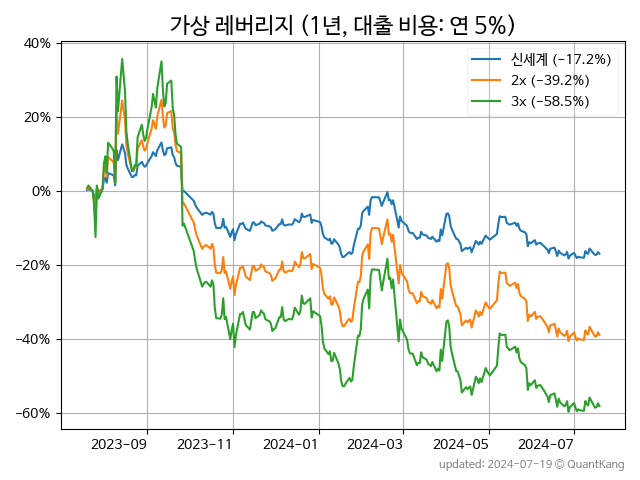 가상 레버리지 (1년, 대출 비용: 연 5%)
40%
20%
0%
−20%
−40%
−60%
신세계 (−17.2%)
2x (−39.2%)
3x (−58.5%)
2023-09 2023-11 2024-01 2024-03 2024-05 2024-07
updated: 2024-07-19 © QuantKang